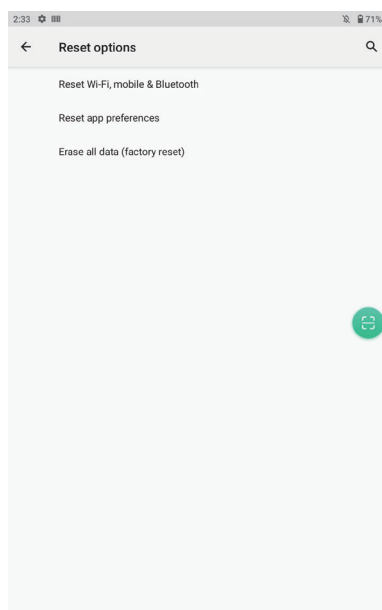 2:33 71%
Reset options
Reset Wi-Fi, mobile & Bluetooth
Reset app preferences
Erase all data (factory reset)